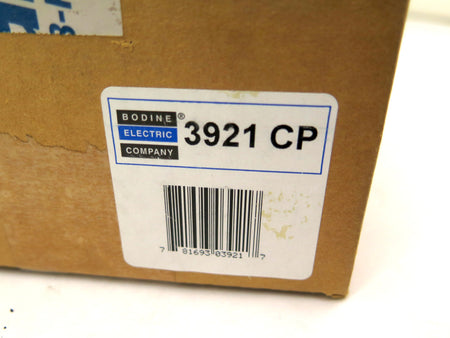 BODINE®
ELECTRIC
COMPANY
3921 CP
7 81693 03921 7